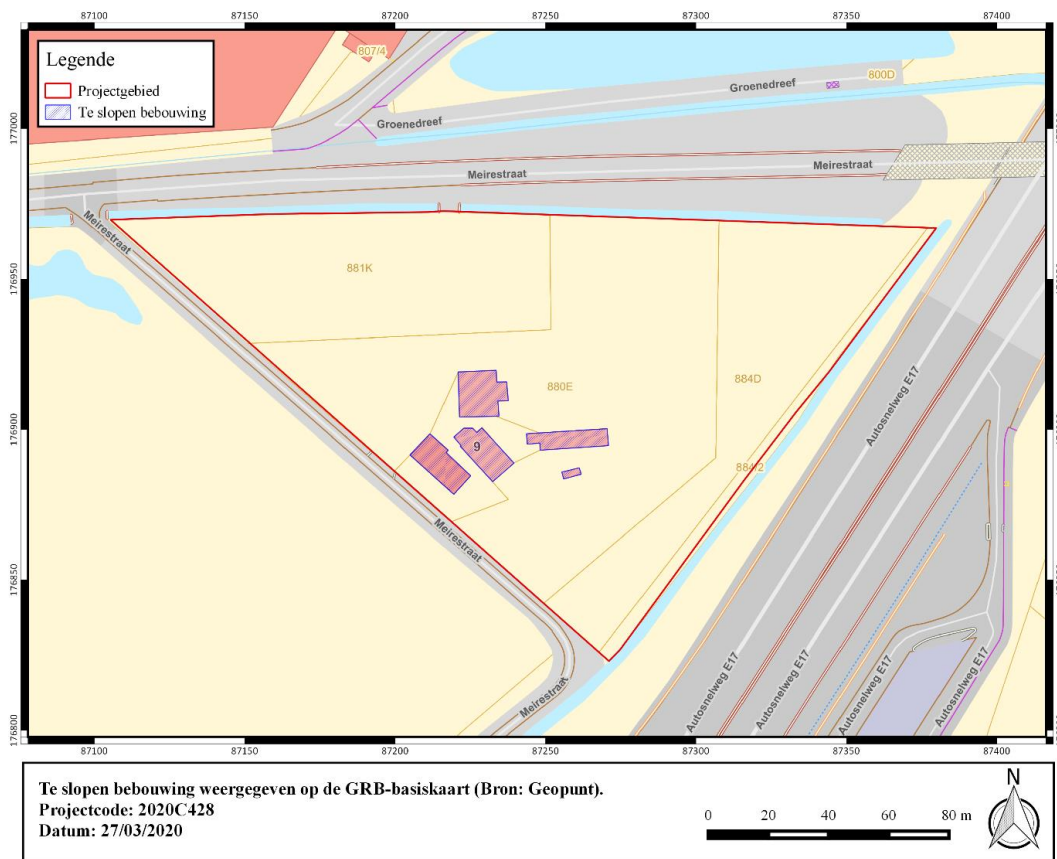 87100 87150 87200 87250 87300 87350 87400
Legende
Projectgebied
Te slopen bebouwing
807/4
800D
Groenedreef
Groenedreef
177000
Meirestraat
Meirestraat
Meirestraat
881K
176950
880E
884D
Autosnelweg E17
176900
9
884/2
Meirestraat
176850
Meirestraat
Autosnelweg E17
Autosnelweg E17
Autosnelweg E17
Autosnelweg E17
176800
87100 87150 87200 87250 87300 87350 87400
Te slopen bebouwing weergegeven op de GRB-basiskaart (Bron: Geopunt).
Projectcode: 2020C428
Datum: 27/03/2020
0 20 40 60 80 m
N